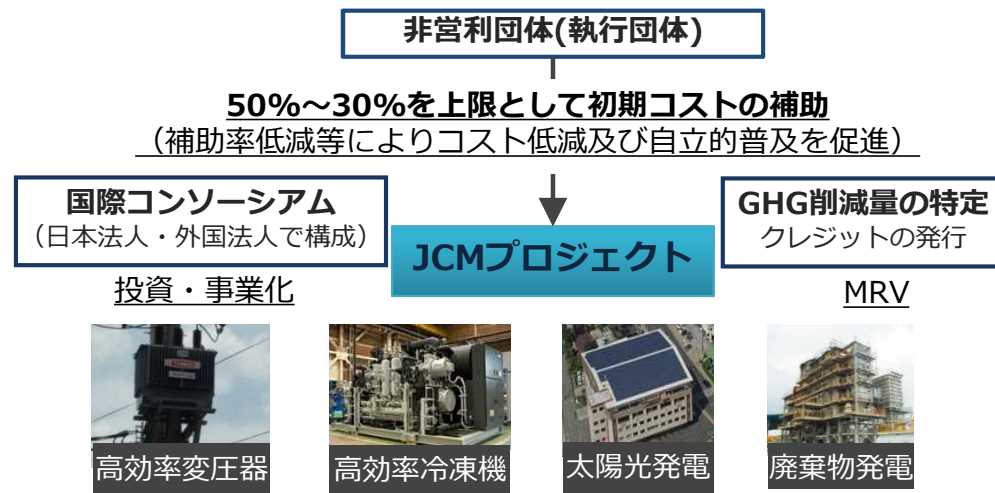 非営利団体(執行団体)
50%～30%を上限として初期コストの補助
（補助率低減等によりコスト低減及び自立的普及を促進）
国際コンソーシアム
（日本法人・外国法人で構成）
投資・事業化
JCMプロジェクト
GHG削減量の特定
クレジットの発行
MRV
高効率変圧器
高効率冷凍機
太陽光発電
廃棄物発電